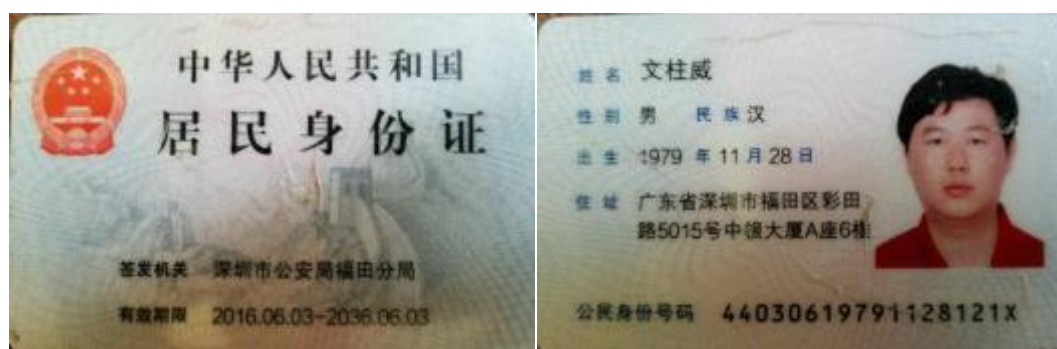 中华人民共和国
居民身份证
签发机关 深圳市公安局福田分局
有效期限 2016.06.03-2036.06.03
姓名 文柱威
性别 男 民族 汉
出生 1979 年 11 月 28 日
住址 广东省深圳市福田区彩田
路5015号中银大厦A座6楼
公民身份号码 44030619791128121X